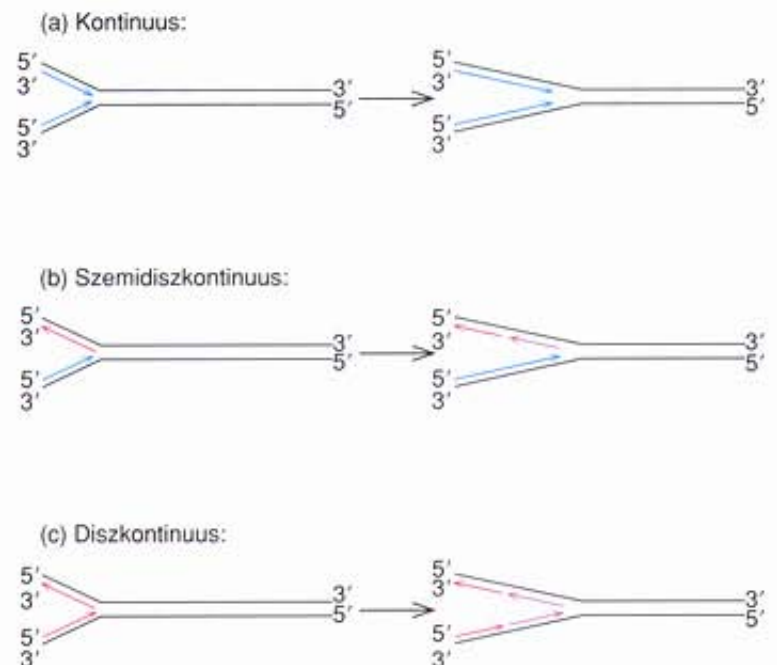 (a) Kontinuus:
5′ 5′
3′ 3′ 3′ 3′
5′ 5′
5′ 5′
3′ 3′
(b) Szemidiszkontinuus:
5′ 5′
3′ 3′ 3′ 3′
5′ 5′
5′ 5′
3′ 3′
(c) Diszkontinuus:
5′ 5′
3′ 3′ 3′ 3′
5′ 5′
5′ 5′
3′ 3′